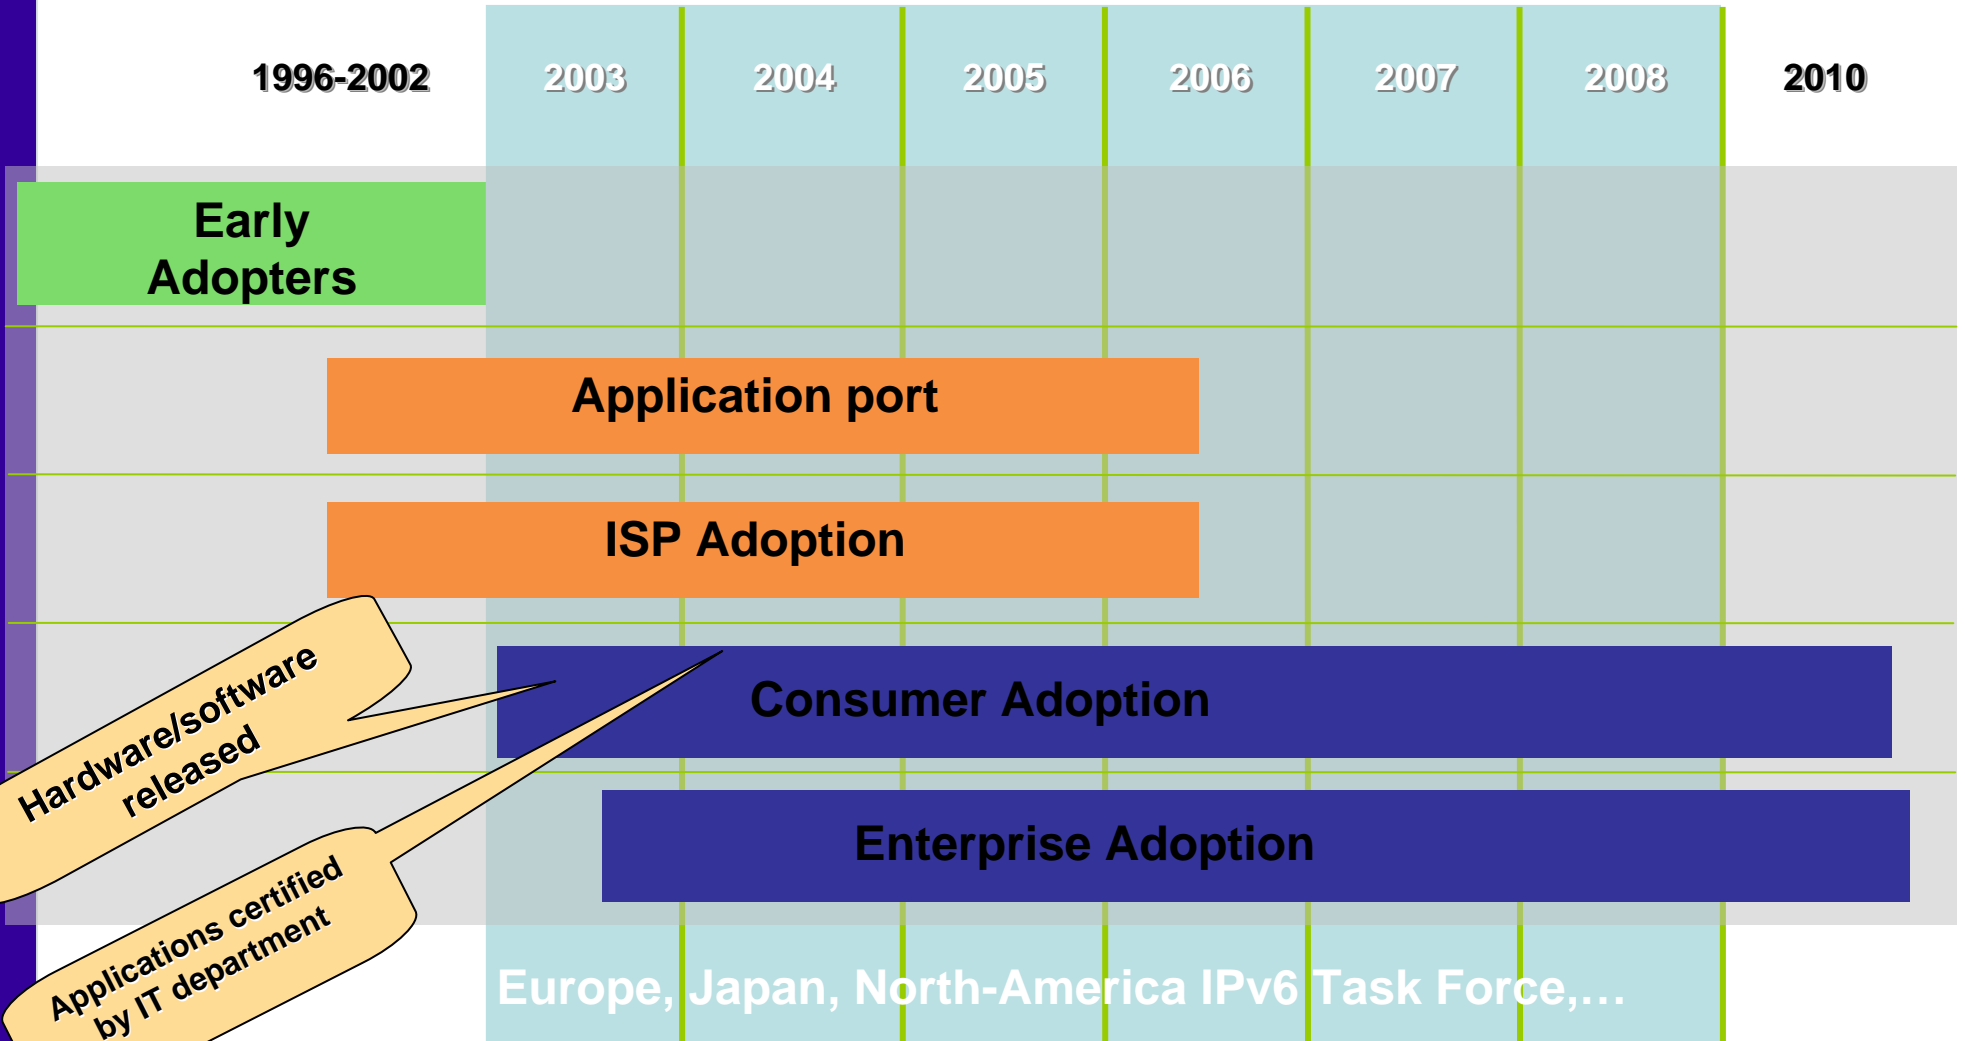 1996-2002 2003 2004 2005 2006 2007 2008 2010
Early
Adopters
Application port
ISP Adoption
Hardware/software
released
Consumer Adoption
Enterprise Adoption
Applications certified
by IT department
Europe, Japan, North-America IPv6 Task Force,…